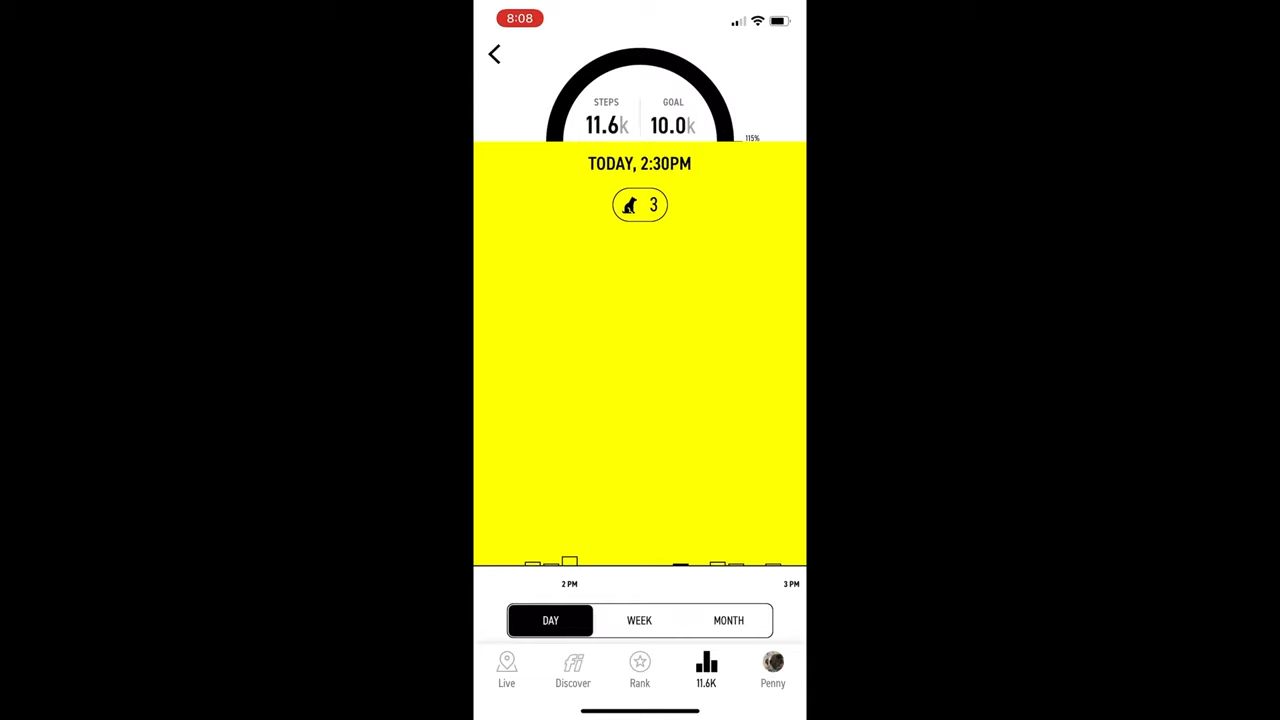 8:08
STEPS GOAL
11.6k 10.0k
115%
TODAY, 2:30PM
3
2 PM 3 PM
DAY WEEK MONTH
fi
Live Discover Rank 11.6K Penny